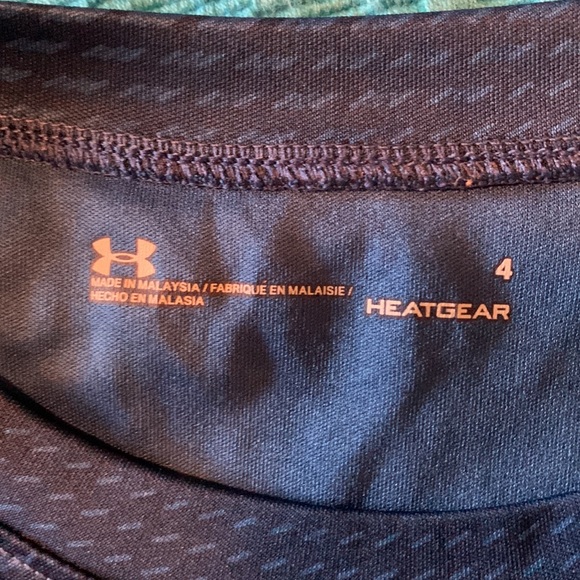 4
MADE IN MALAYSIA / FABRIQUE EN MALAISIE /
HECHO EN MALASIA
HEATGEAR